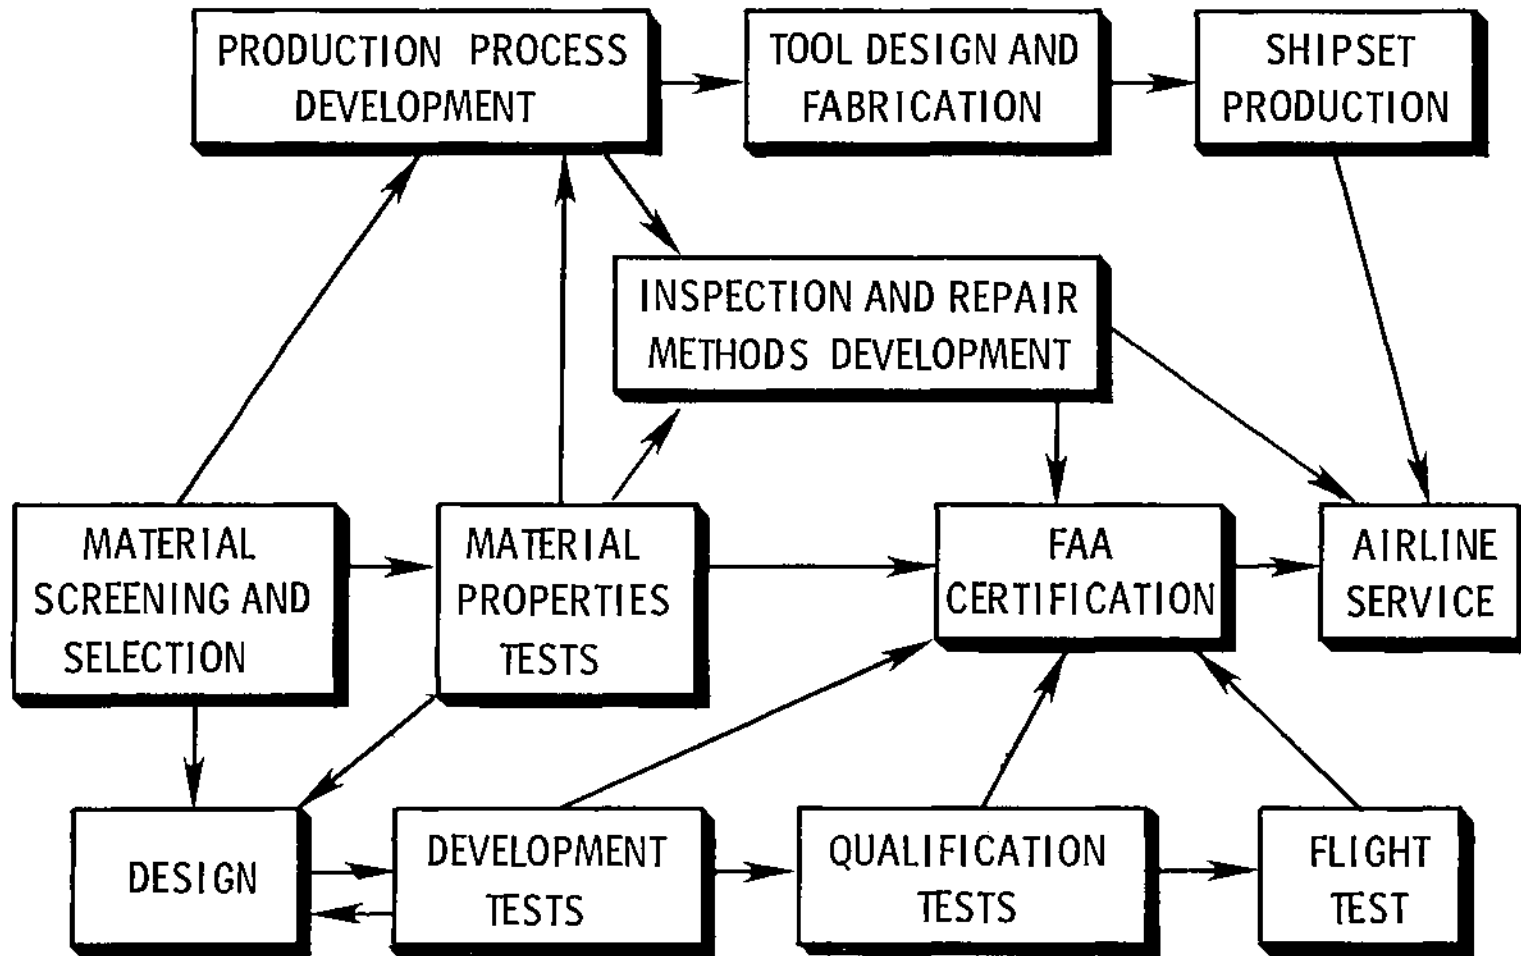 PRODUCTION PROCESS
DEVELOPMENT
TOOL DESIGN AND
FABRICATION
SHIPSET
PRODUCTION
INSPECTION AND REPAIR
METHODS DEVELOPMENT
MATERIAL
SCREENING AND
SELECTION
MATERIAL
PROPERTIES
TESTS
FAA
CERTIFICATION
AIRLINE
SERVICE
DESIGN
DEVELOPMENT
TESTS
QUALIFICATION
TESTS
FLIGHT
TEST